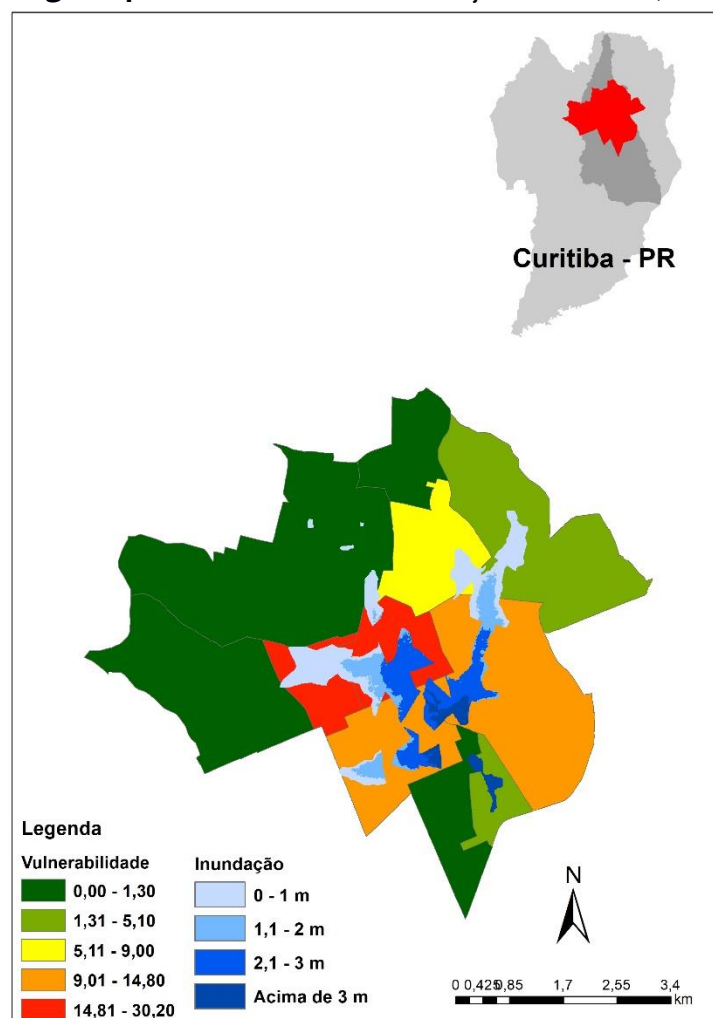 Curitiba - PR
Legenda
Vulnerabilidade
0,00 - 1,30
1,31 - 5,10
5,11 - 9,00
9,01 - 14,80
14,81 - 30,20
Inundação
0 - 1 m
1,1 - 2 m
2,1 - 3 m
Acima de 3 m
N
0 0,425 0,85 1,7 2,55 3,4
km